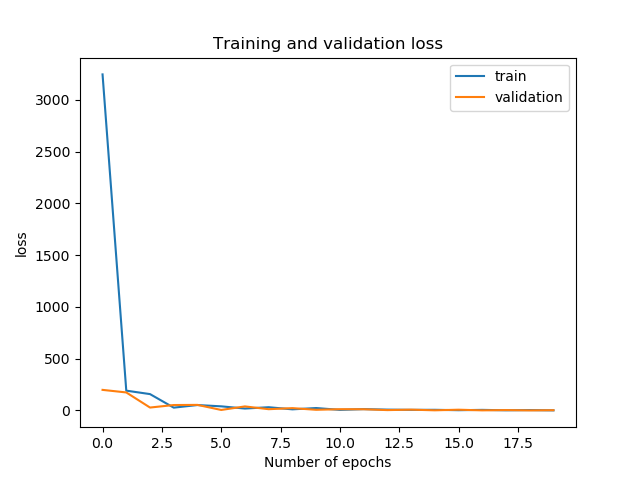 Training and validation loss
train
validation
3000
2500
2000
1500
1000
500
0
loss
0.0 2.5 5.0 7.5 10.0 12.5 15.0 17.5
Number of epochs